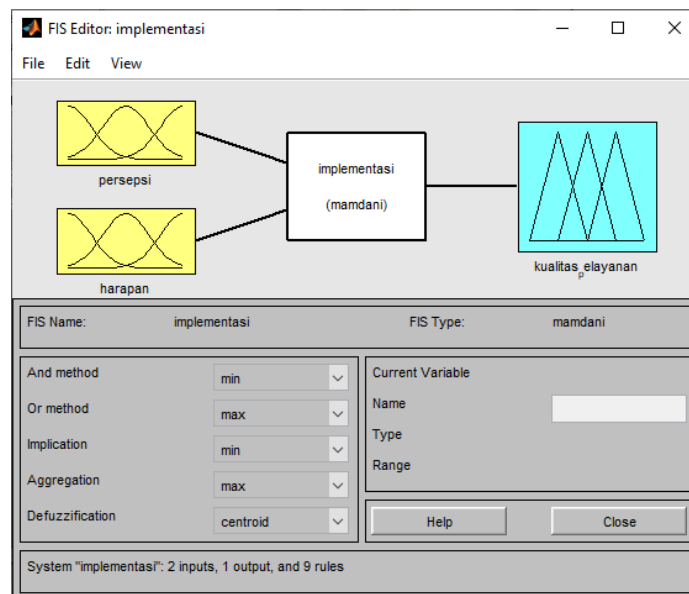 FIS Editor: implementasi
File Edit View
persepsi
harapan
implementasi
(mamdani)
kualitas_pelayanan
FIS Name: implementasi FIS Type: mamdani
And method min
Or method max
Implication min
Aggregation max
Defuzzification centroid
Current Variable
Name
Type
Range
Help Close
System "implementasi": 2 inputs, 1 output, and 9 rules